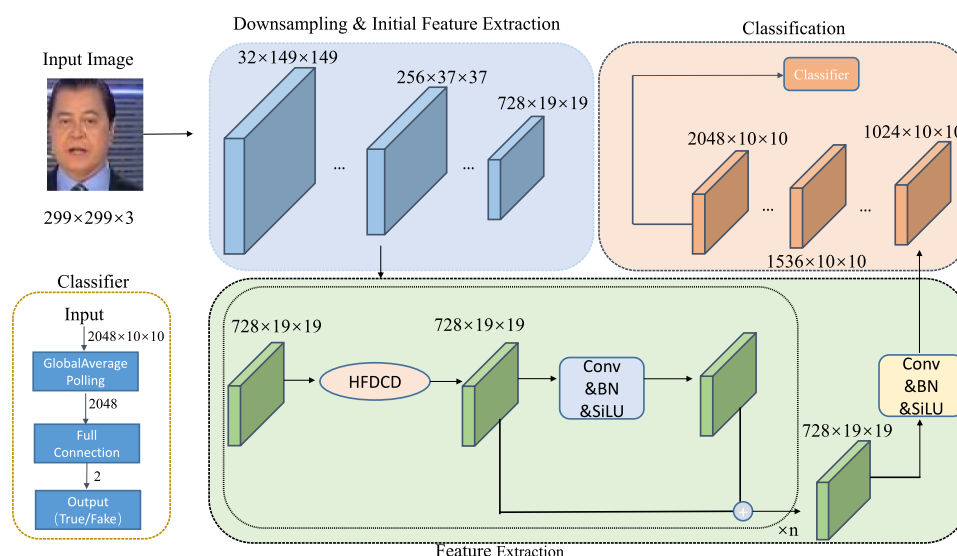 Downsampling & Initial Feature Extraction
Classification
Input Image
299×299×3
32×149×149
256×37×37
728×19×19
...
...
Classifier
2048×10×10
1024×10×10
...
...
1536×10×10
Classifier
Input
2048×10×10
GlobalAverage
Polling
2048
Full
Connection
2
Output
(True/Fake)
728×19×19
HFDCD
728×19×19
Conv
&BN
&SiLU
+
×n
728×19×19
Conv
&BN
&SiLU
Feature Extraction